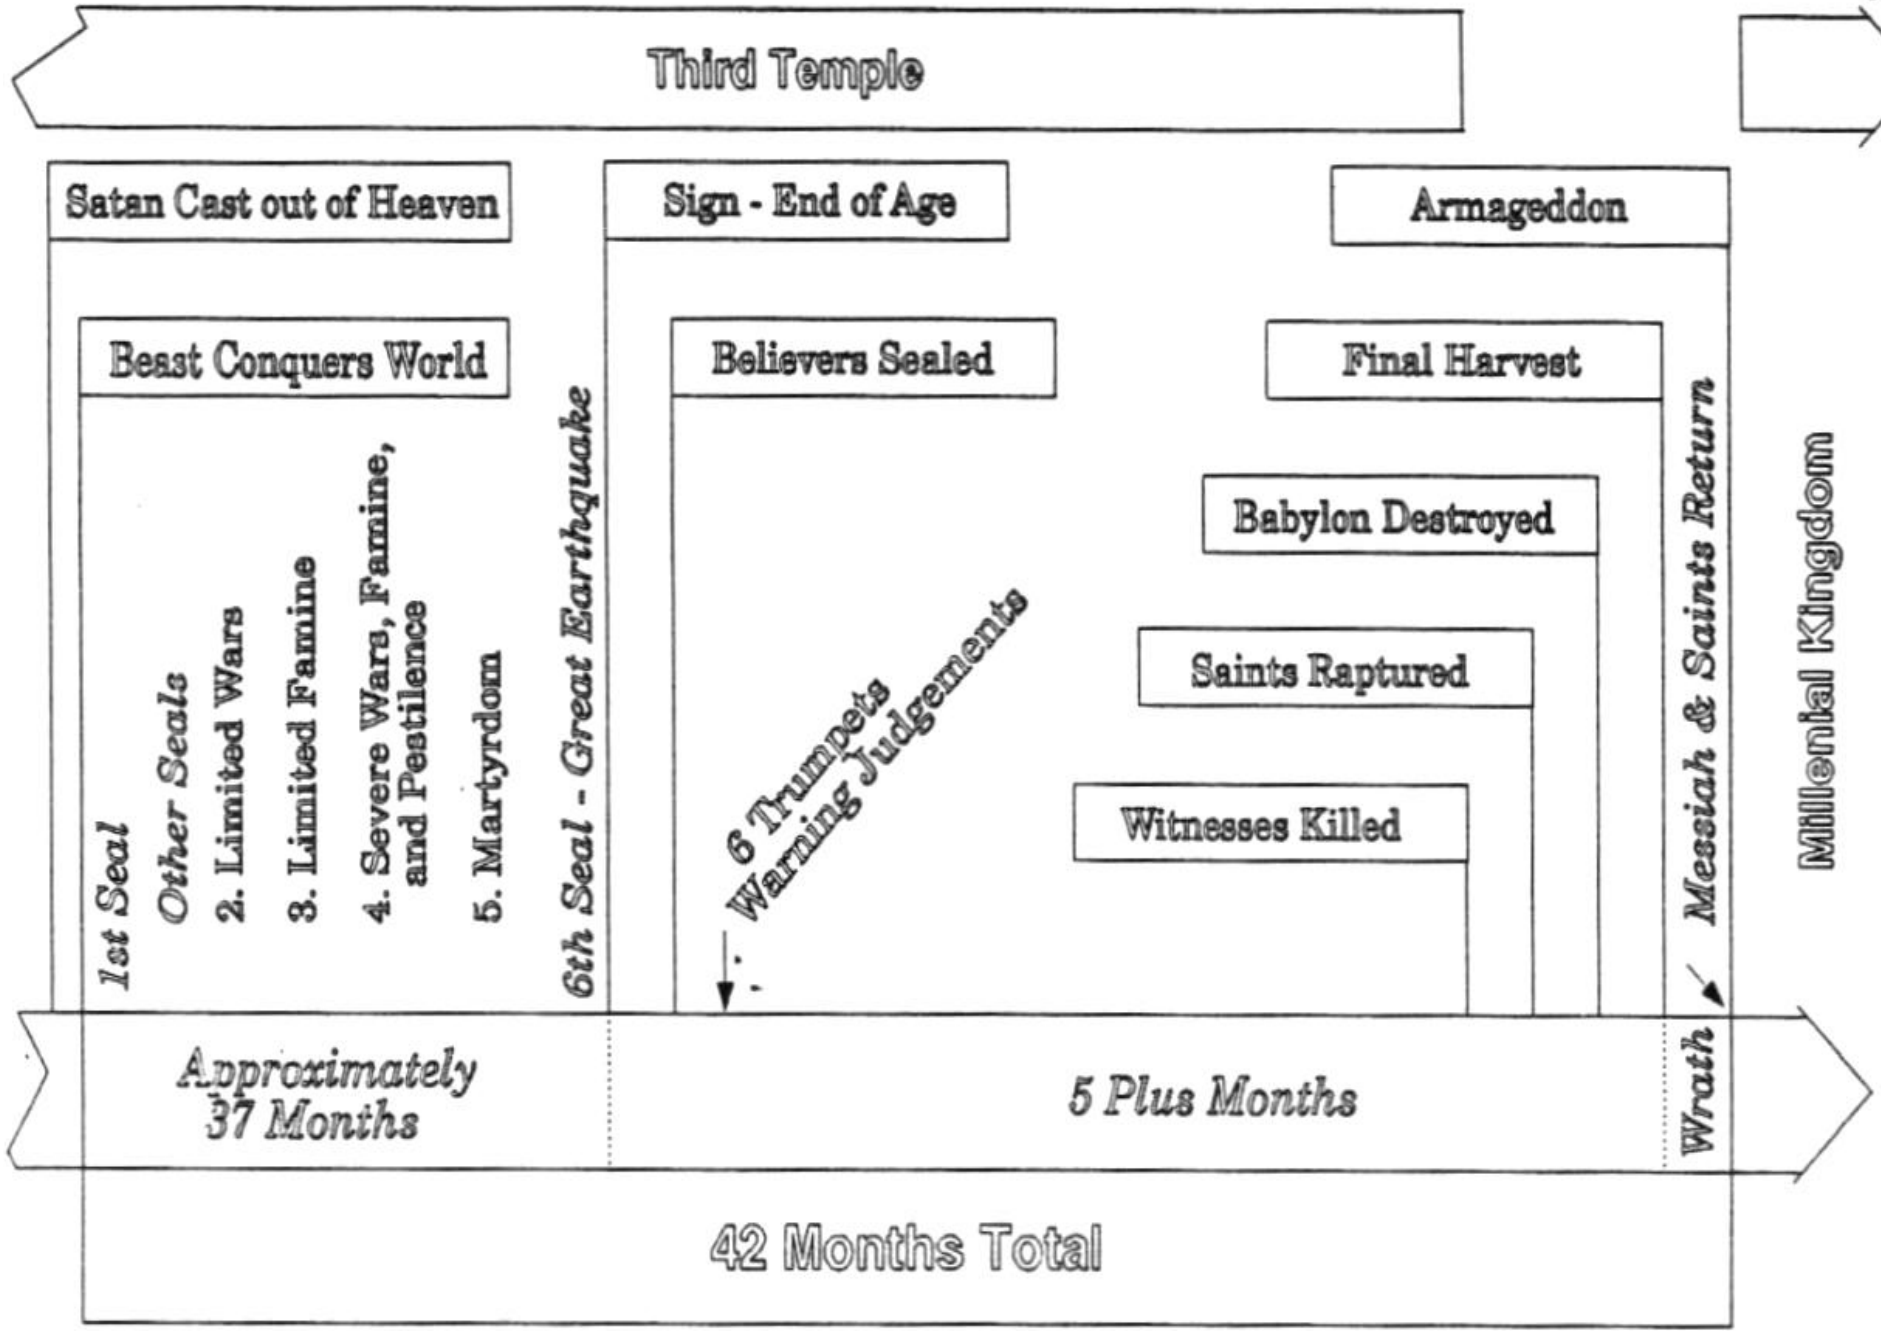 Third Temple
Satan Cast out of Heaven
Sign - End of Age
Armageddon
Beast Conquers World
Believers Sealed
Final Harvest
Babylon Destroyed
Saints Raptured
Witnesses Killed
1st Seal
Other Seals
2. Limited Wars
3. Limited Famine
4. Severe Wars, Famine,
and Pestilence
5. Martyrdom
6th Seal - Great Earthquake
6 Trumpets
Warning Judgements
Messiah & Saints Return
Millenial Kingdom
Approximately
37 Months
5 Plus Months
Wrath
42 Months Total